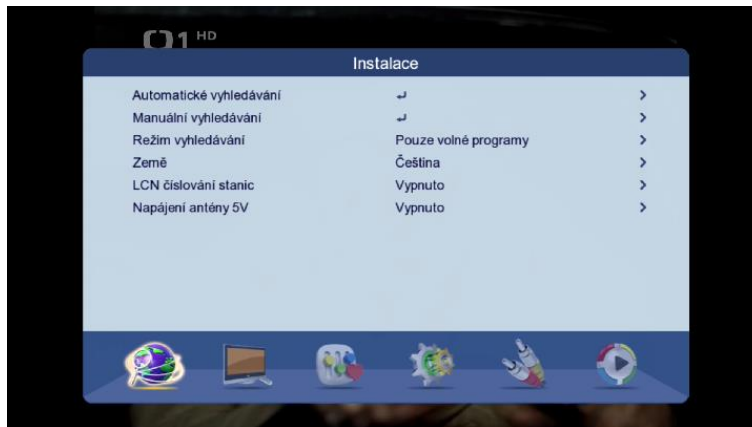 1 HD
Instalace
Automatické vyhledávání
Manuální vyhledávání
Režim vyhledávání Pouze volné programy
Země Čeština
LCN číslování stanic Vypnuto
Napájení antény 5V Vypnuto